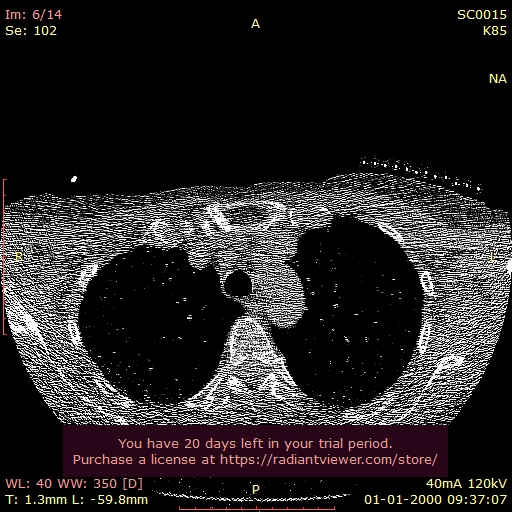 Im: 6/14
Se: 102
A
SC0015
K85
NA
R
L
You have 20 days left in your trial period.
Purchase a license at https://radiantviewer.com/store/
WL: 40 WW: 350 [D]
T: 1.3mm L: -59.8mm
P
40mA 120kV
01-01-2000 09:37:07